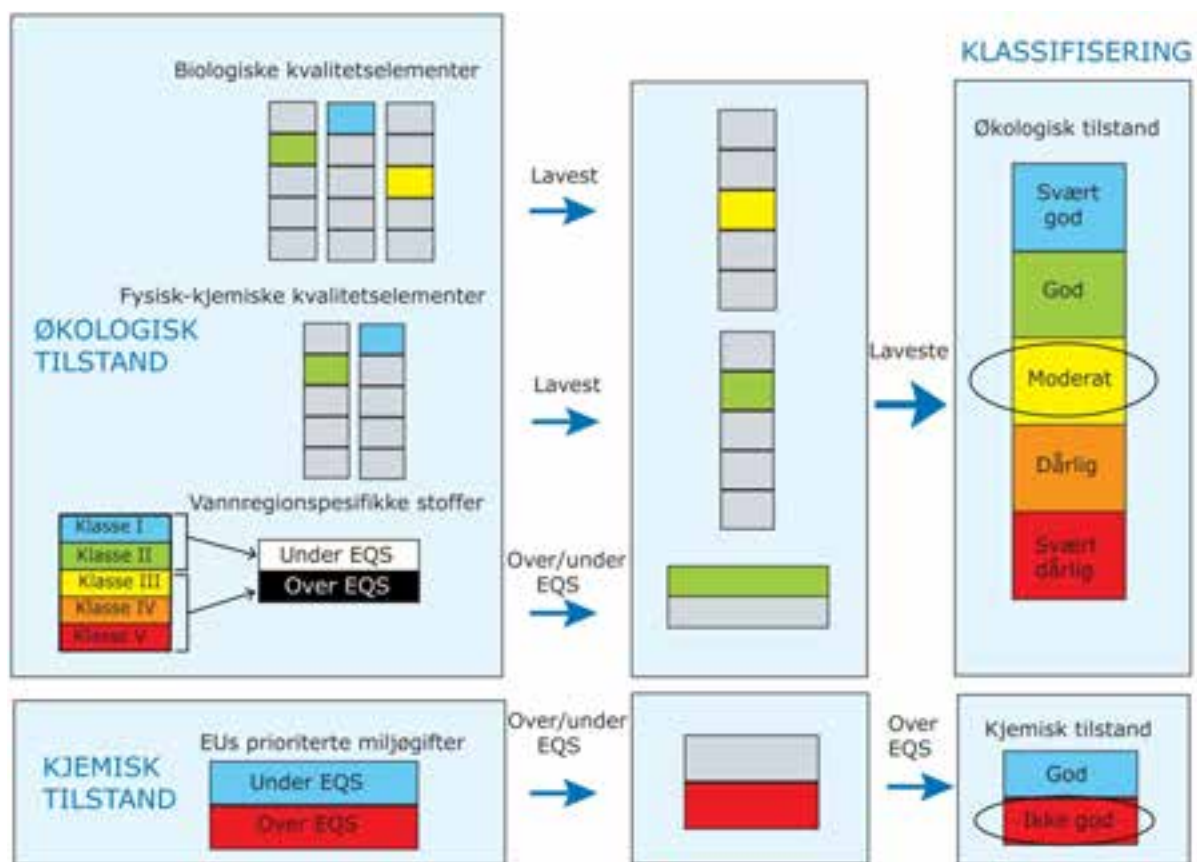 KLASSIFISERING
Biologiske kvalitetselementer
Lavest
Fysisk-kjemiske kvalitetselementer
ØKOLOGISK
TILSTAND
Lavest
Vannregionspesifikke stoffer
Klasse I
Klasse II
Klasse III
Klasse IV
Klasse V
Under EQS
Over EQS
Over/under
EQS
Laveste
Økologisk tilstand
Svært
god
God
Moderat
Dårlig
Svært
dårlig
KJEMISK
TILSTAND
EUs prioriterte miljøgifter
Under EQS
Over EQS
Over/under
EQS
Over
EQS
Kjemisk tilstand
God
Ikke god